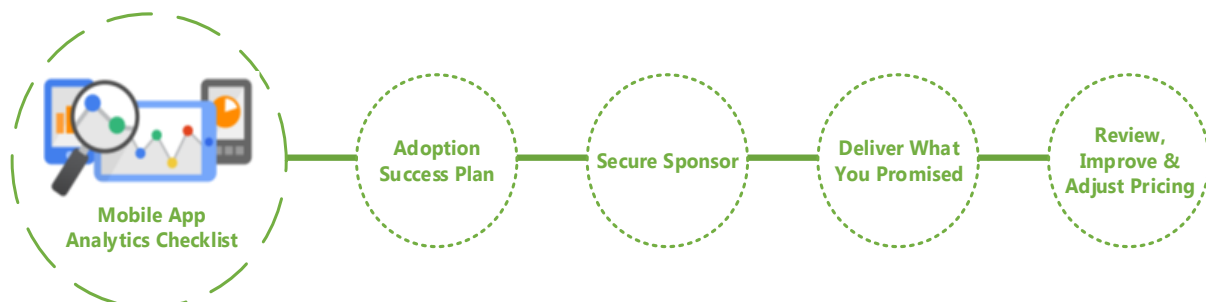 Mobile App
Analytics Checklist
Adoption
Success Plan
Secure Sponsor
Deliver What
You Promised
Review,
Improve &
Adjust Pricing